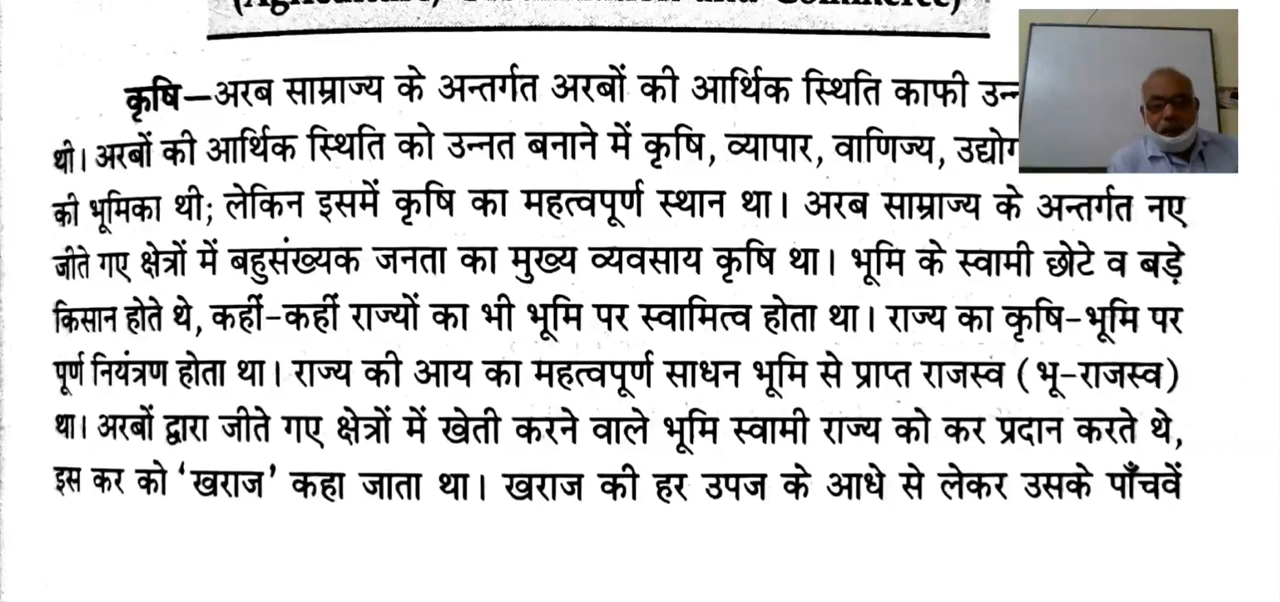 and Commerce)
कृषि—अरब साम्राज्य के अन्तर्गत अरबों की आर्थिक स्थिति काफी
थी। अरबों की आर्थिक स्थिति को उन्नत बनाने में कृषि, व्यापार, वाणिज्य,
की भूमिका थी; लेकिन इसमें कृषि का महत्वपूर्ण स्थान था। अरब साम्राज्य के अन्तर्गत नए
जीते गए क्षेत्रों में बहुसंख्यक जनता का मुख्य व्यवसाय कृषि था। भूमि के स्वामी छोटे व बड़े
किसान होते थे, कहीं-कहीं राज्यों का भी भूमि पर स्वामित्व होता था। राज्य का कृषि-भूमि पर
पूर्ण नियंत्रण होता था। राज्य की आय का महत्वपूर्ण साधन भूमि से प्राप्त राजस्व (भू-राजस्व)
था। अरबों द्वारा जीते गए क्षेत्रों में खेती करने वाले भूमि स्वामी राज्य को कर प्रदान करते थे,
इस कर को ‘खराज’ कहा जाता था। खराज की हर उपज के आधे से लेकर उसके पाँचवें